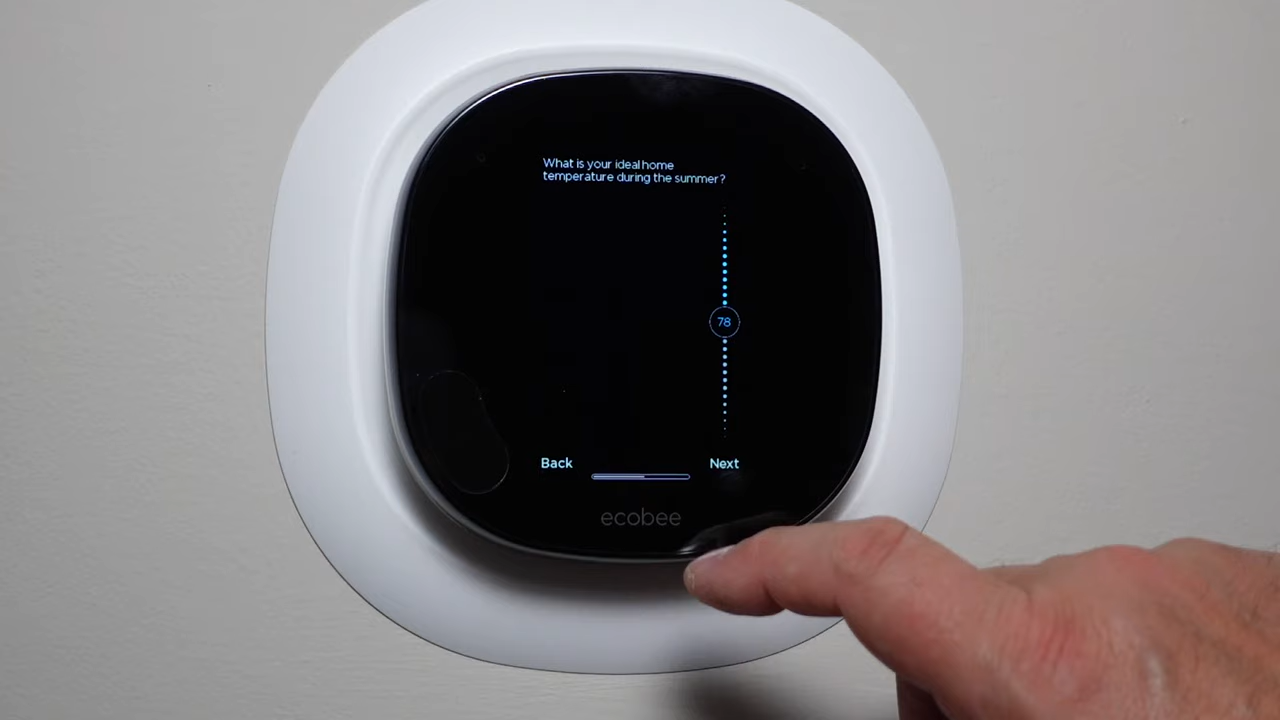 What is your ideal home
temperature during the summer?
78
Back
Next
ecobee